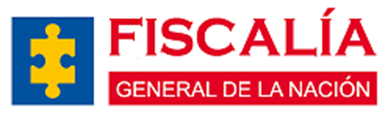 FISCALÍA
GENERAL DE LA NACIÓN